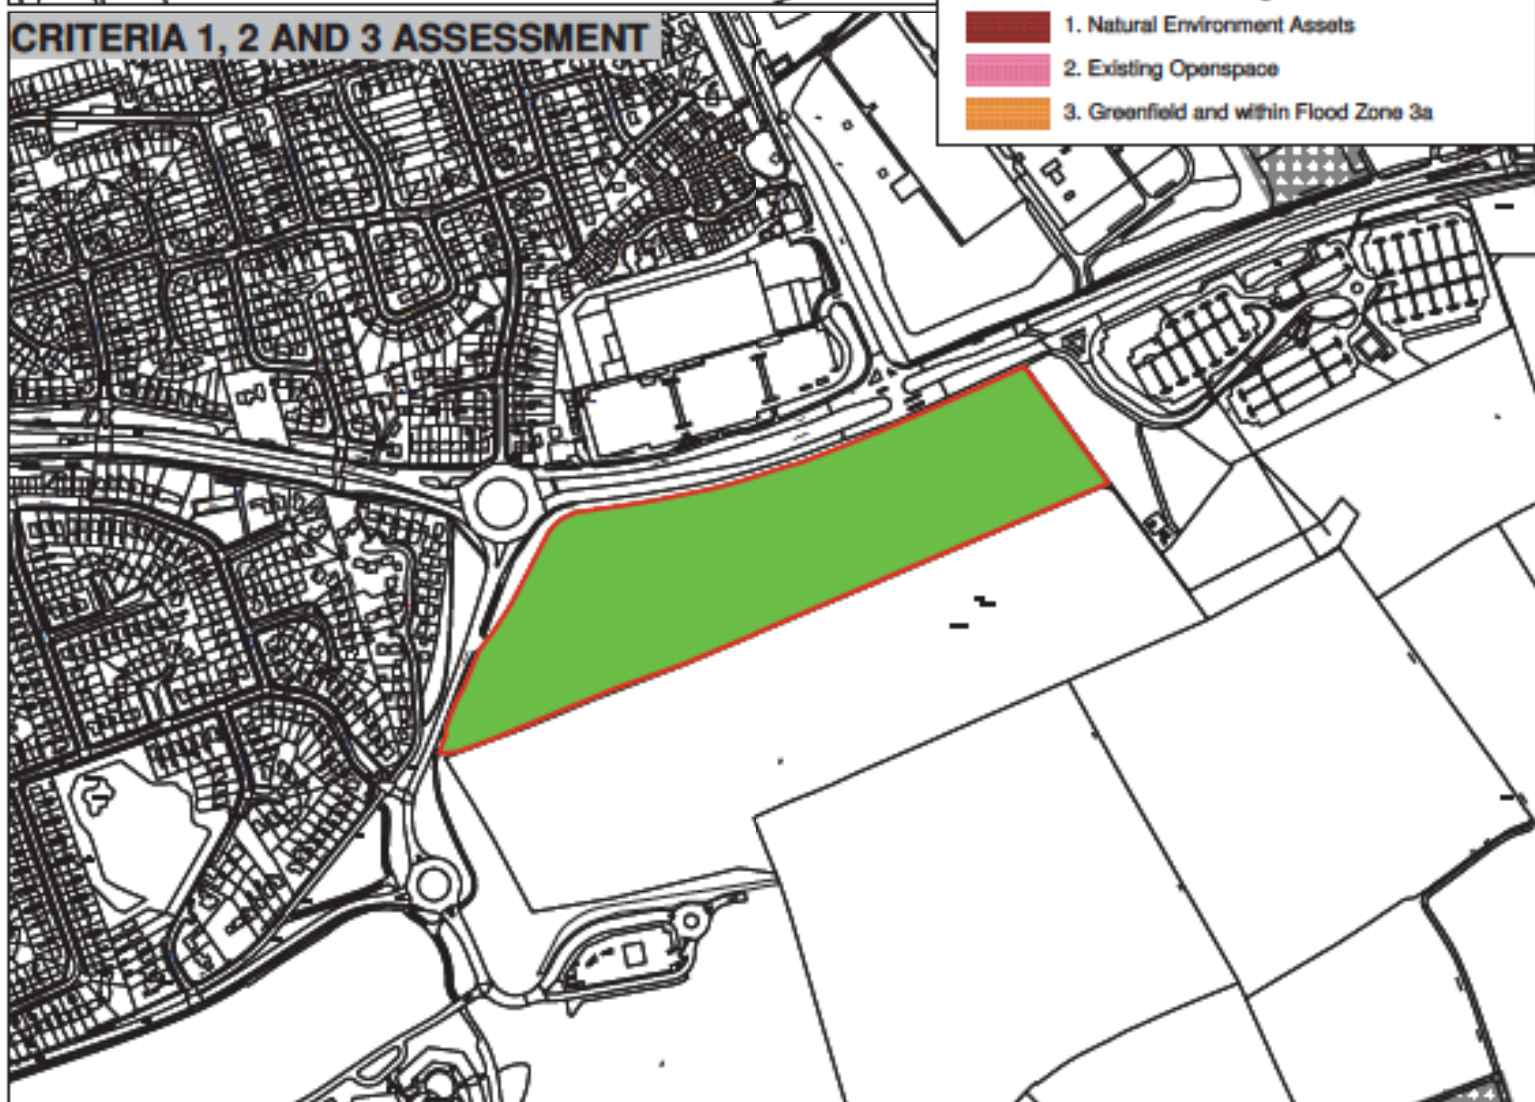 CRITERIA 1, 2 AND 3 ASSESSMENT
1. Natural Environment Assets
2. Existing Openspace
3. Greenfield and within Flood Zone 3a